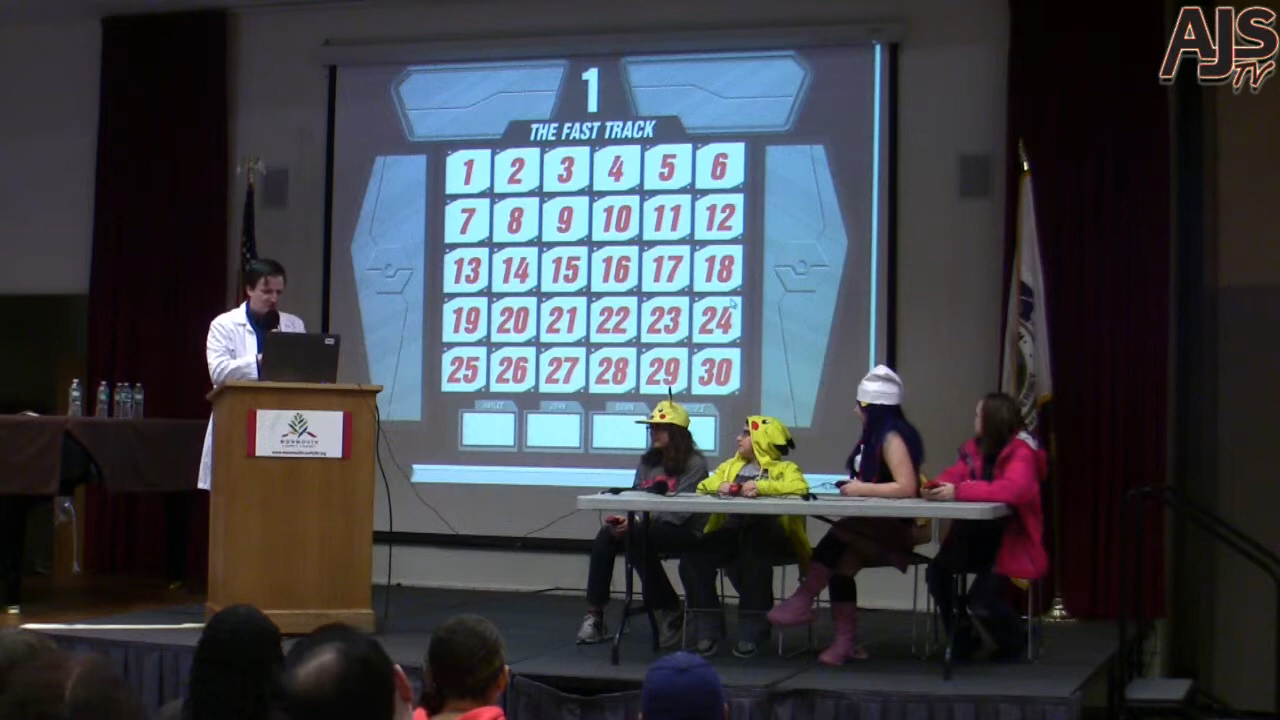 AJS
TV
1
THE FAST TRACK
1 2 3 4 5 6
7 8 9 10 11 12
13 14 15 16 17 18
19 20 21 22 23 24
25 26 27 28 29 30
JOHN